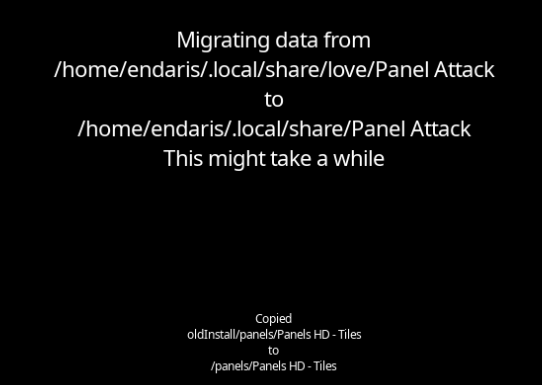 Migrating data from
/home/endaris/.local/share/love/Panel Attack
to
/home/endaris/.local/share/Panel Attack
This might take a while
Copied
oldInstall/panels/Panels HD - Tiles
to
/panels/Panels HD - Tiles